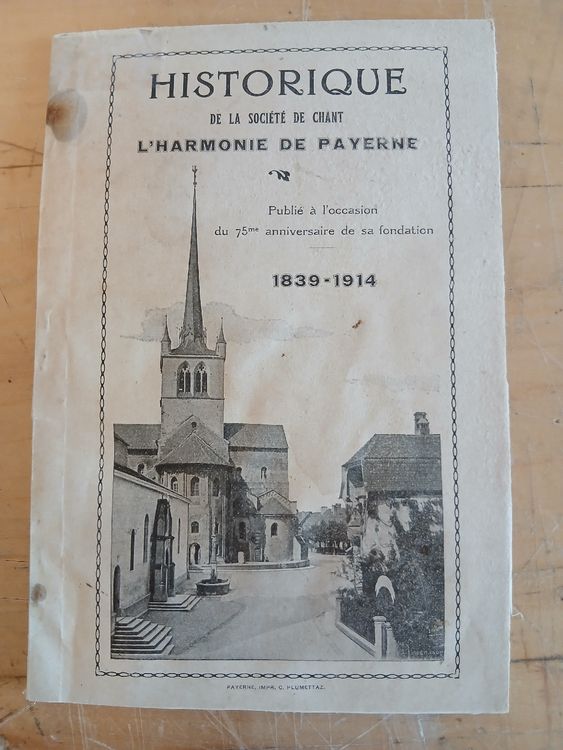 HISTORIQUE
DE LA SOCIÉTÉ DE CHANT
L'HARMONIE DE PAYERNE
Publié à l'occasion
du 75me anniversaire de sa fondation
1839-1914
PAYERNE, IMPR. C. PLUMETTAZ.